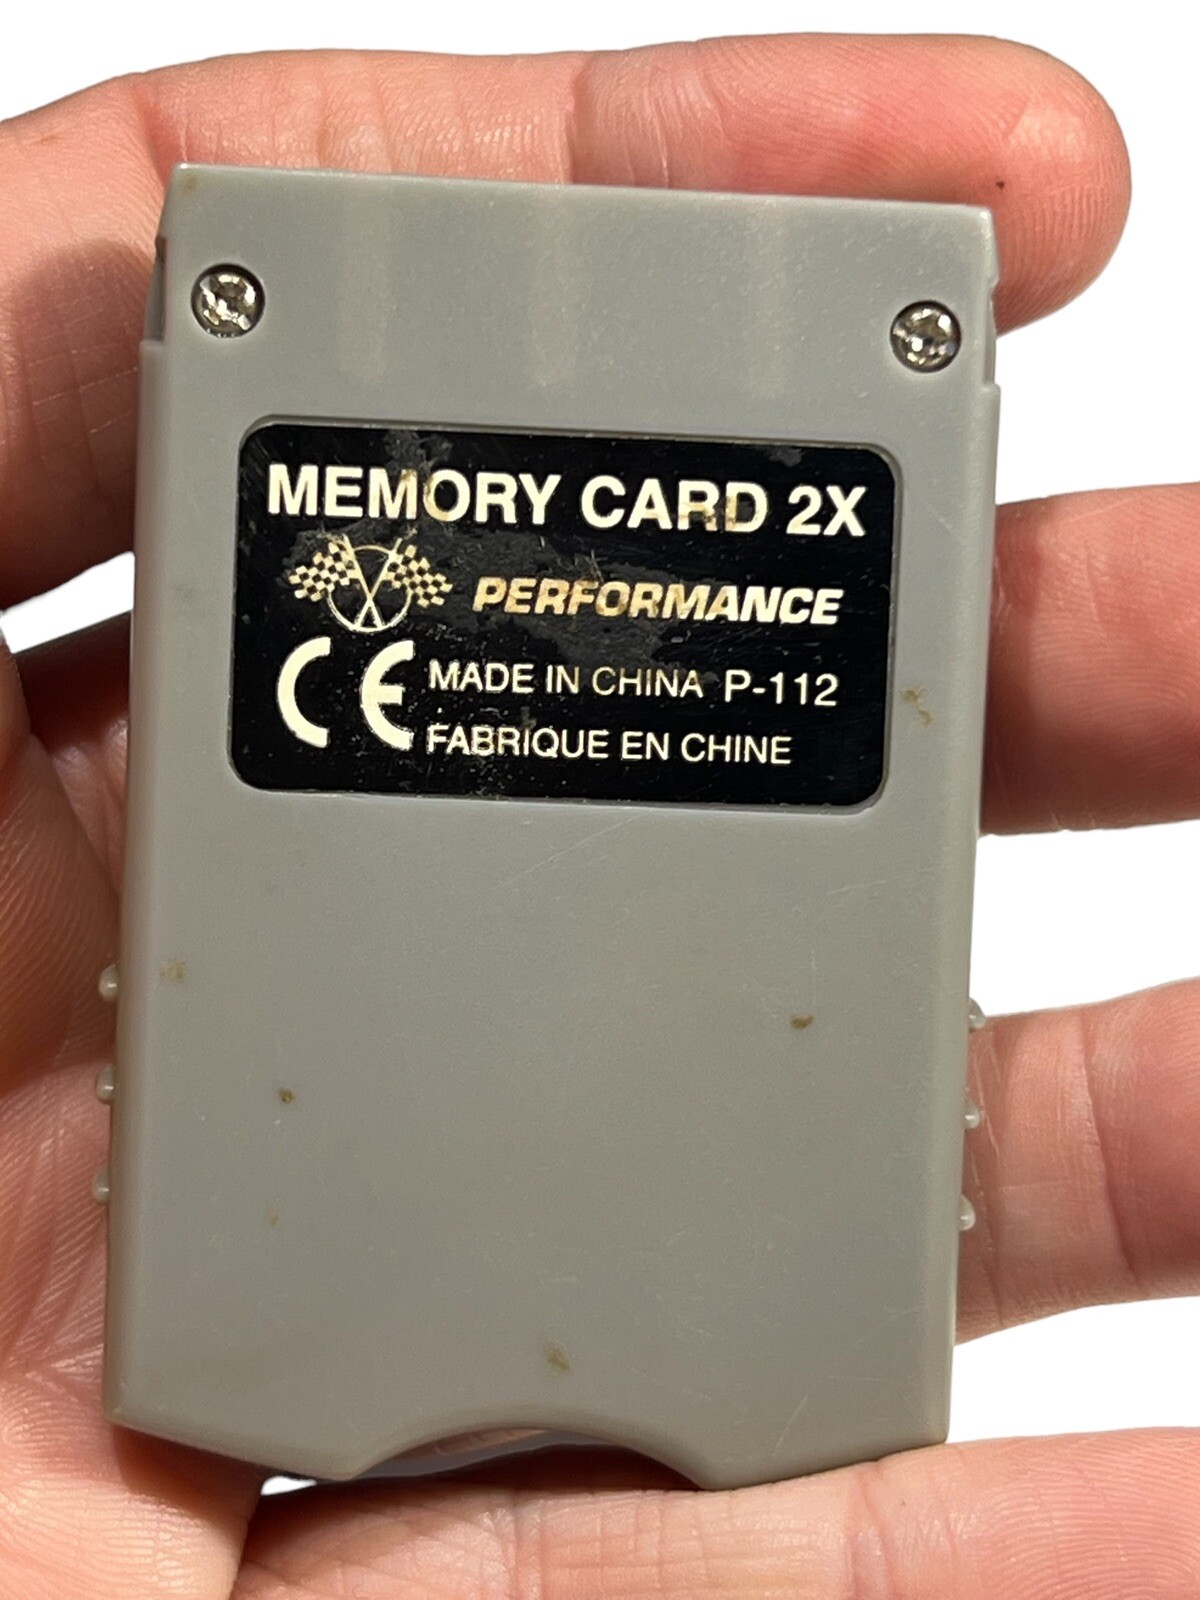 MEMORY CARD 2X
PERFORMANCE
CE MADE IN CHINA P-112
FABRIQUE EN CHINE